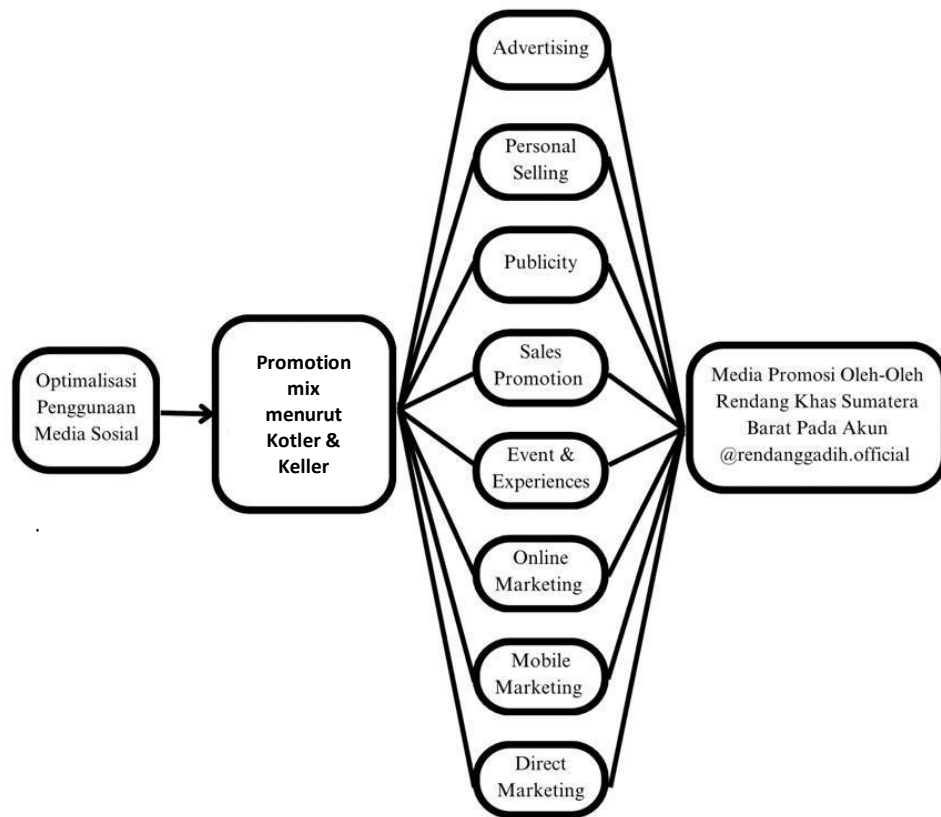 Optimalisasi
Penggunaan
Media Sosial
.
Promotion
mix
menurut
Kotler &
Keller
Advertising
Personal
Selling
Publicity
Sales
Promotion
Event &
Experiences
Online
Marketing
Mobile
Marketing
Direct
Marketing
Media Promosi Oleh-Oleh
Rendang Khas Sumatera
Barat Pada Akun
@rendanggadih.official